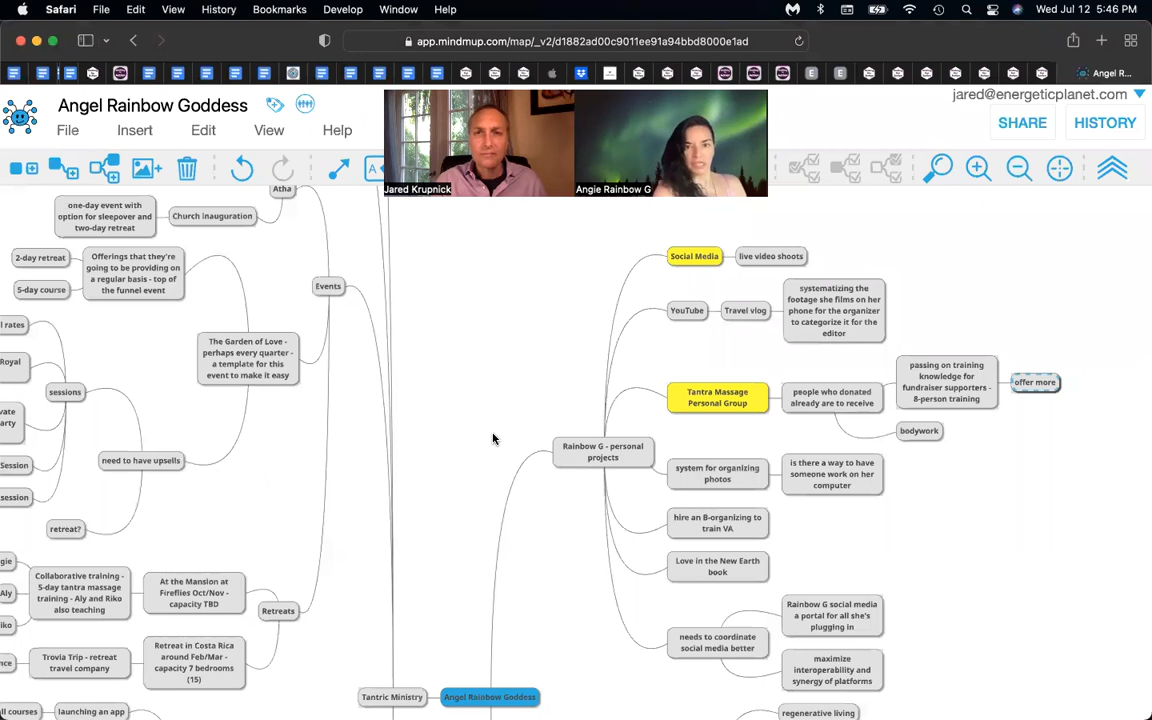 Safari File Edit View History Bookmarks Develop Window Help Wed Jul 12 5:46 PM
app.mindmup.com/map/_v2/d1882ad00c9011ee91a94bbd8000e1ad
Angel R...
Angel Rainbow Goddess
jared@energeticplanet.com
File Insert Edit View Help
SHARE HISTORY
Jared Krupnick
Angie Rainbow G
Atha
one-day event with
option for sleepover and
two-day retreat
Church inauguration
2-day retreat
5-day course
Offerings that they're
going to be providing on
a regular basis - top of
the funnel event
Events
l rates
Royal
sessions
vate
arty
Session
session
The Garden of Love -
perhaps every quarter -
a template for this
event to make it easy
need to have upsells
retreat?
gie
Aly
iko
Collaborative training -
5-day tantra massage
training - Aly and Riko
also teaching
At the Mansion at
Fireflies Oct/Nov -
capacity TBD
Retreats
nce
Trovia Trip - retreat
travel company
Retreat in Costa Rica
around Feb/Mar -
capacity 7 bedrooms
(15)
ll courses
launching an app
Tantric Ministry
Angel Rainbow Goddess
Rainbow G - personal
projects
Social Media
live video shoots
YouTube
Travel vlog
systematizing the
footage she films on her
phone for the organizer
to categorize it for the
editor
Tantra Massage
Personal Group
people who donated
already are to receive
passing on training
knowledge for
fundraiser supporters -
8-person training
offer more
bodywork
system for organizing
photos
is there a way to have
someone work on her
computer
hire an B-organizing to
train VA
Love in the New Earth
book
needs to coordinate
social media better
Rainbow G social media
a portal for all she's
plugging in
maximize
interoperability and
synergy of platforms
regenerative living